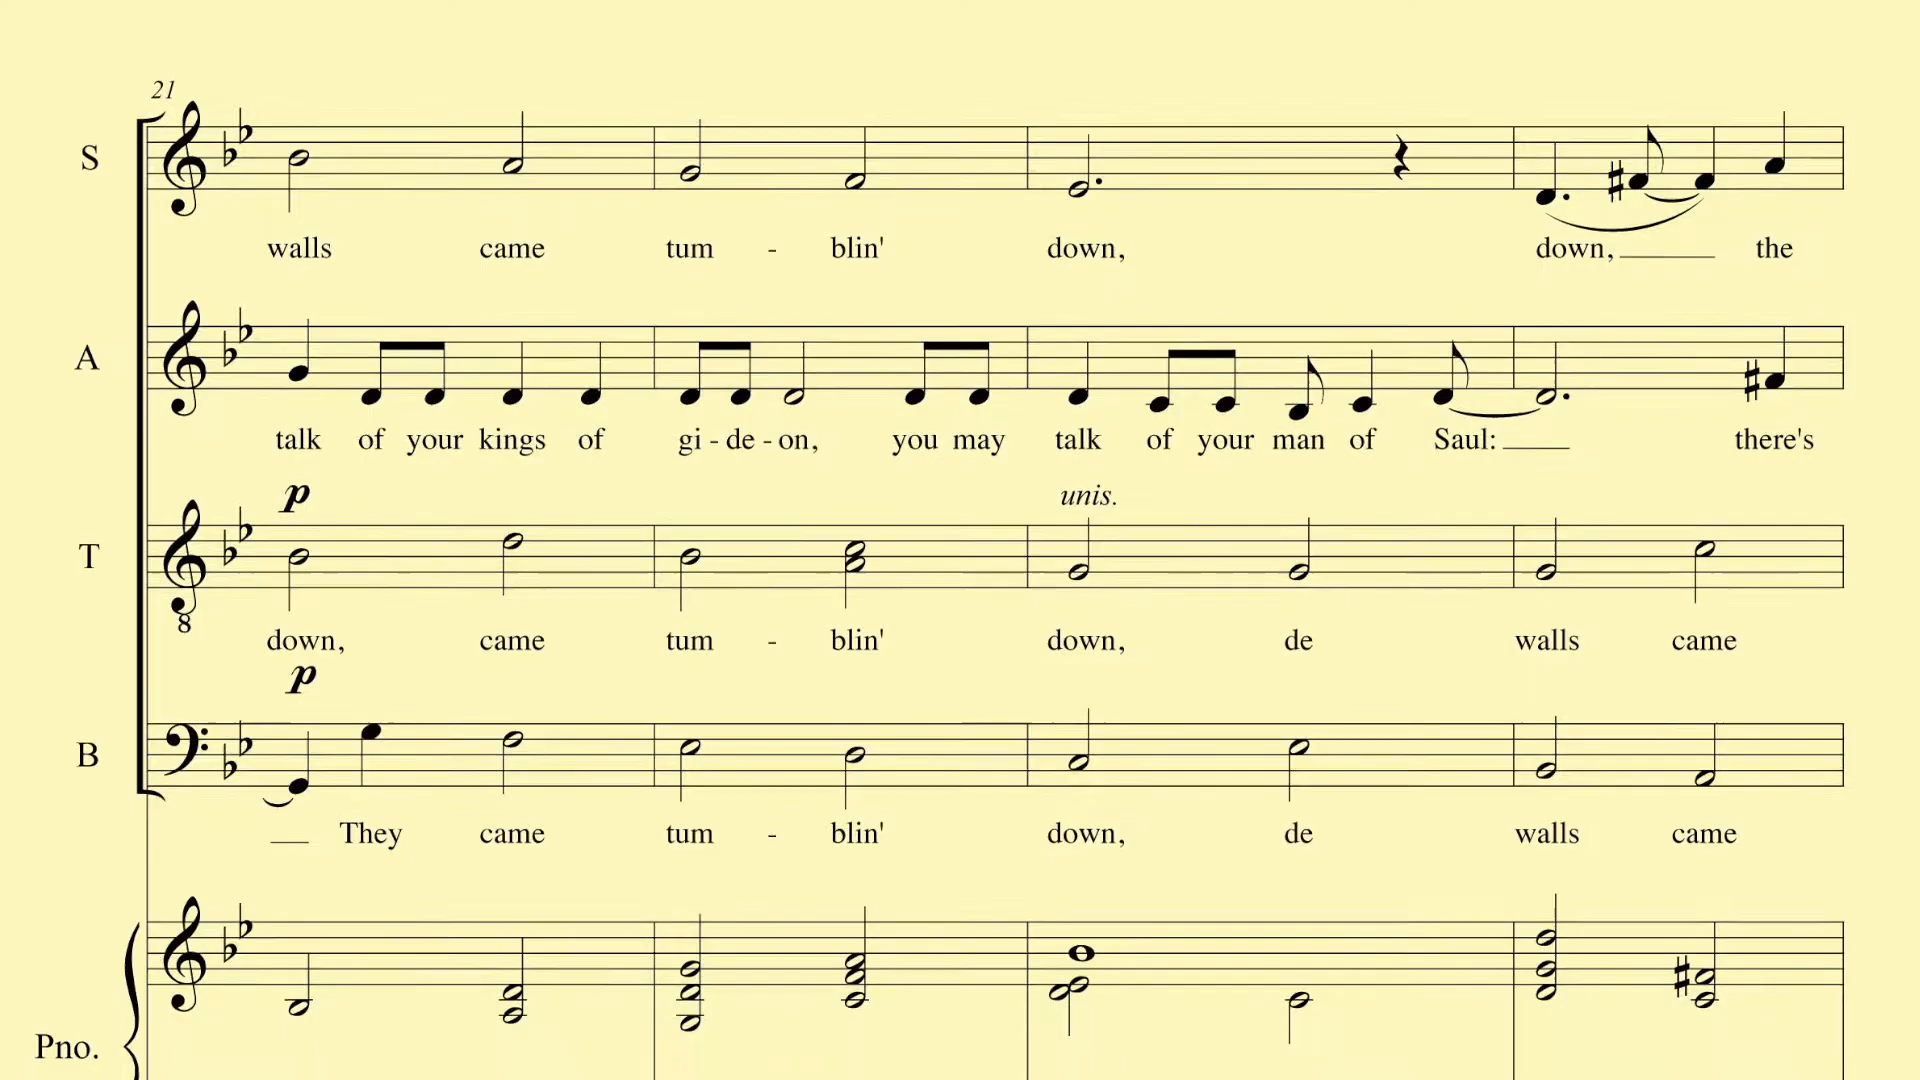 21
S
walls came tum - blin' down, down, the
A
talk of your kings of gi - de - on, you may talk of your man of Saul: there's
p unis.
T
8
down, came tum - blin' down, de walls came
p
B
They came tum - blin' down, de walls came
Pno.